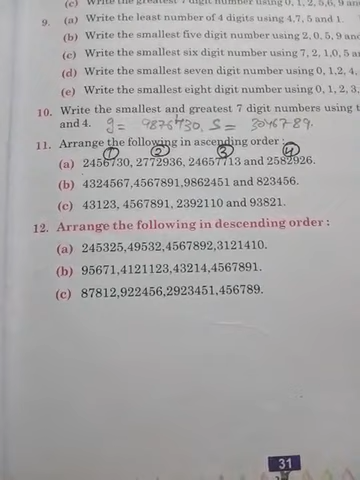 (c) Write the greatest 7 digit number using 0, 1, 2, 5,6, 9 an
9. (a) Write the least number of 4 digits using 4,7, 5 and 1.
(b) Write the smallest five digit number using 2, 0, 5, 9 and
(c) Write the smallest six digit number using 7, 2, 1,0, 5 a
(d) Write the smallest seven digit number using 0, 1,2, 4,
(e) Write the smallest eight digit number using 0, 1, 2, 3,
10. Write the smallest and greatest 7 digit numbers using t
and 4. g = 9876430, S = 3046789.
11. Arrange the following in ascending order :
1 2 3 4
(a) 2456730, 2772936, 24657713 and 2582926.
(b) 4324567,4567891,9862451 and 823456.
(c) 43123, 4567891, 2392110 and 93821.
12. Arrange the following in descending order :
(a) 245325,49532,4567892,3121410.
(b) 95671,4121123,43214,4567891.
(c) 87812,922456,2923451,456789.
31